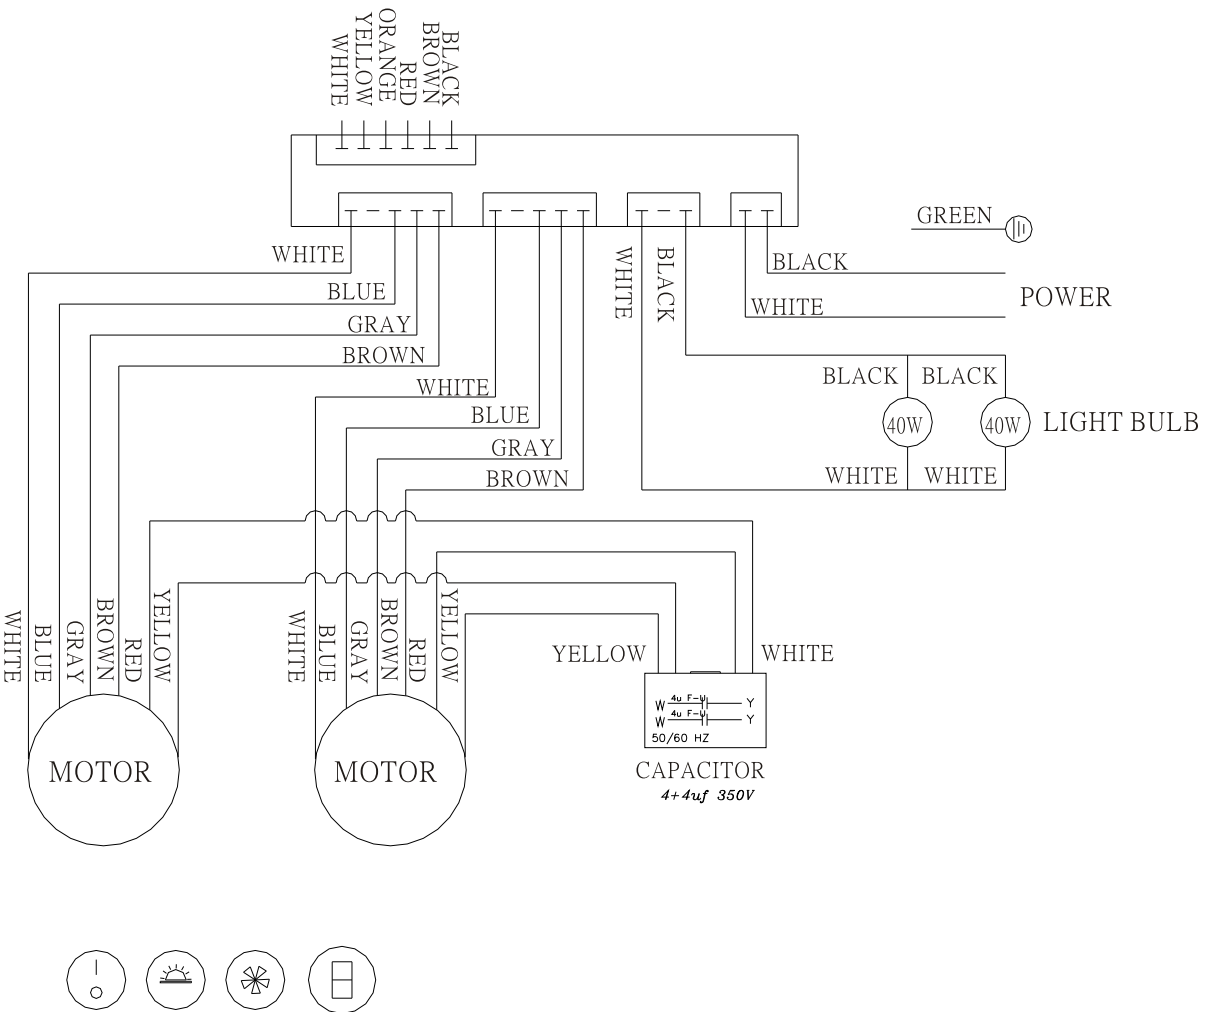 WHITE
YELLOW
ORANGE
RED
BROWN
BLACK
GREEN
WHITE
WHITE
BLACK
BLACK
BLUE
POWER
WHITE
GRAY
BROWN
WHITE
BLACK
BLACK
BLUE
40W
40W
LIGHT BULB
GRAY
BROWN
WHITE
WHITE
WHITE
BLUE
GRAY
BROWN
RED
YELLOW
WHITE
BLUE
GRAY
BROWN
RED
YELLOW
YELLOW
WHITE
W 4u F-W Y
W 4u F-W Y
50/60 HZ
MOTOR
MOTOR
CAPACITOR
4+4uf 350V